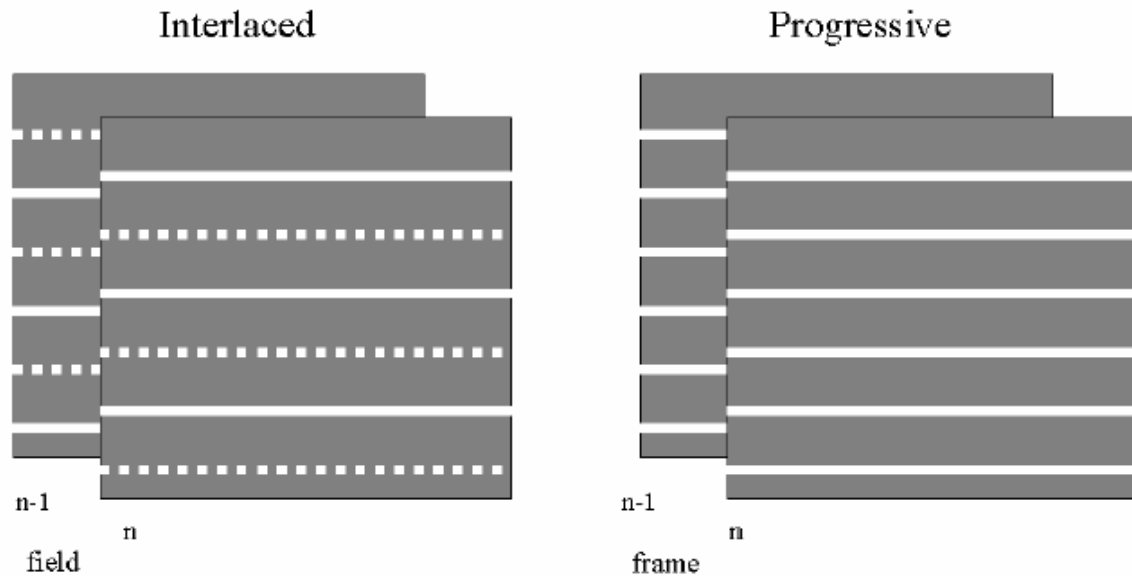 Interlaced
Progressive
n-1
n
field
n-1
n
frame